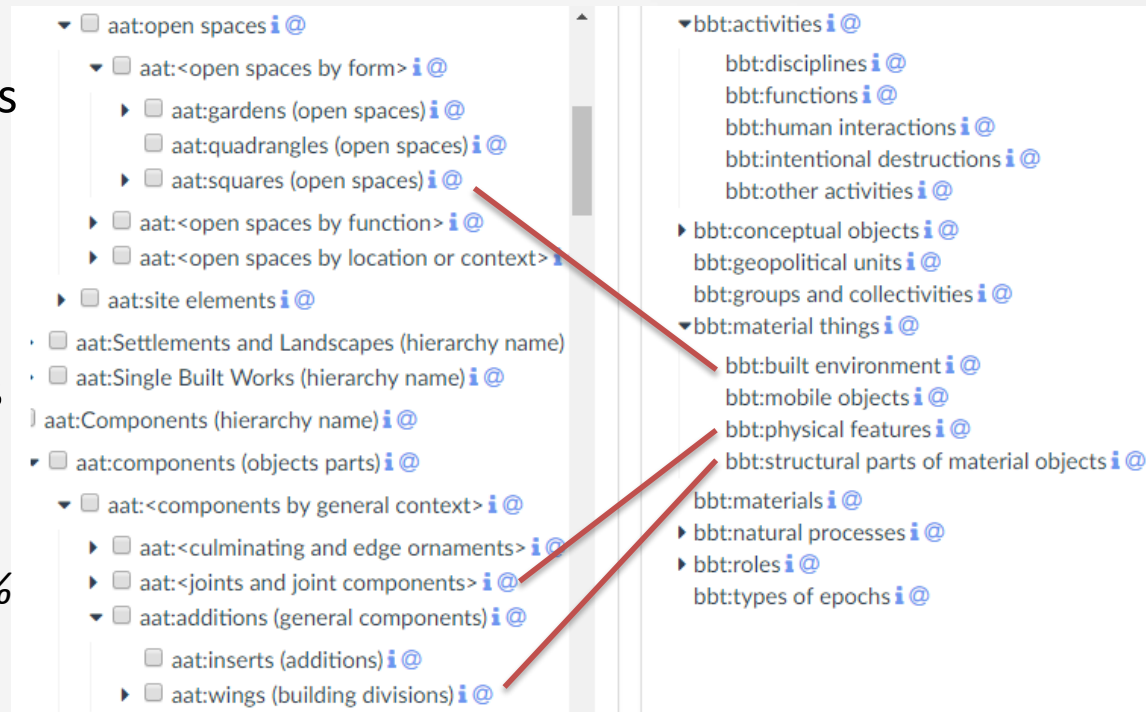 aat:open spaces i @
aat:<open spaces by form> i @
s
aat:gardens (open spaces) i @
aat:quadrangles (open spaces) i @
aat:squares (open spaces) i @
aat:<open spaces by function> i @
aat:<open spaces by location or context> i
aat:site elements i @
aat:Settlements and Landscapes (hierarchy name)
aat:Single Built Works (hierarchy name) i @
aat:Components (hierarchy name) i @
aat:components (objects parts) i @
aat:<components by general context> i @
aat:<culminating and edge ornaments> i @
aat:<joints and joint components> i @
%
aat:additions (general components) i @
aat:inserts (additions) i @
aat:wings (building divisions) i @
bbt:activities i @
bbt:disciplines i @
bbt:functions i @
bbt:human interactions i @
bbt:intentional destructions i @
bbt:other activities i @
bbt:conceptual objects i @
bbt:geopolitical units i @
bbt:groups and collectivities i @
bbt:material things i @
bbt:built environment i @
bbt:mobile objects i @
bbt:physical features i @
bbt:structural parts of material objects i @
bbt:materials i @
bbt:natural processes i @
bbt:roles i @
bbt:types of epochs i @